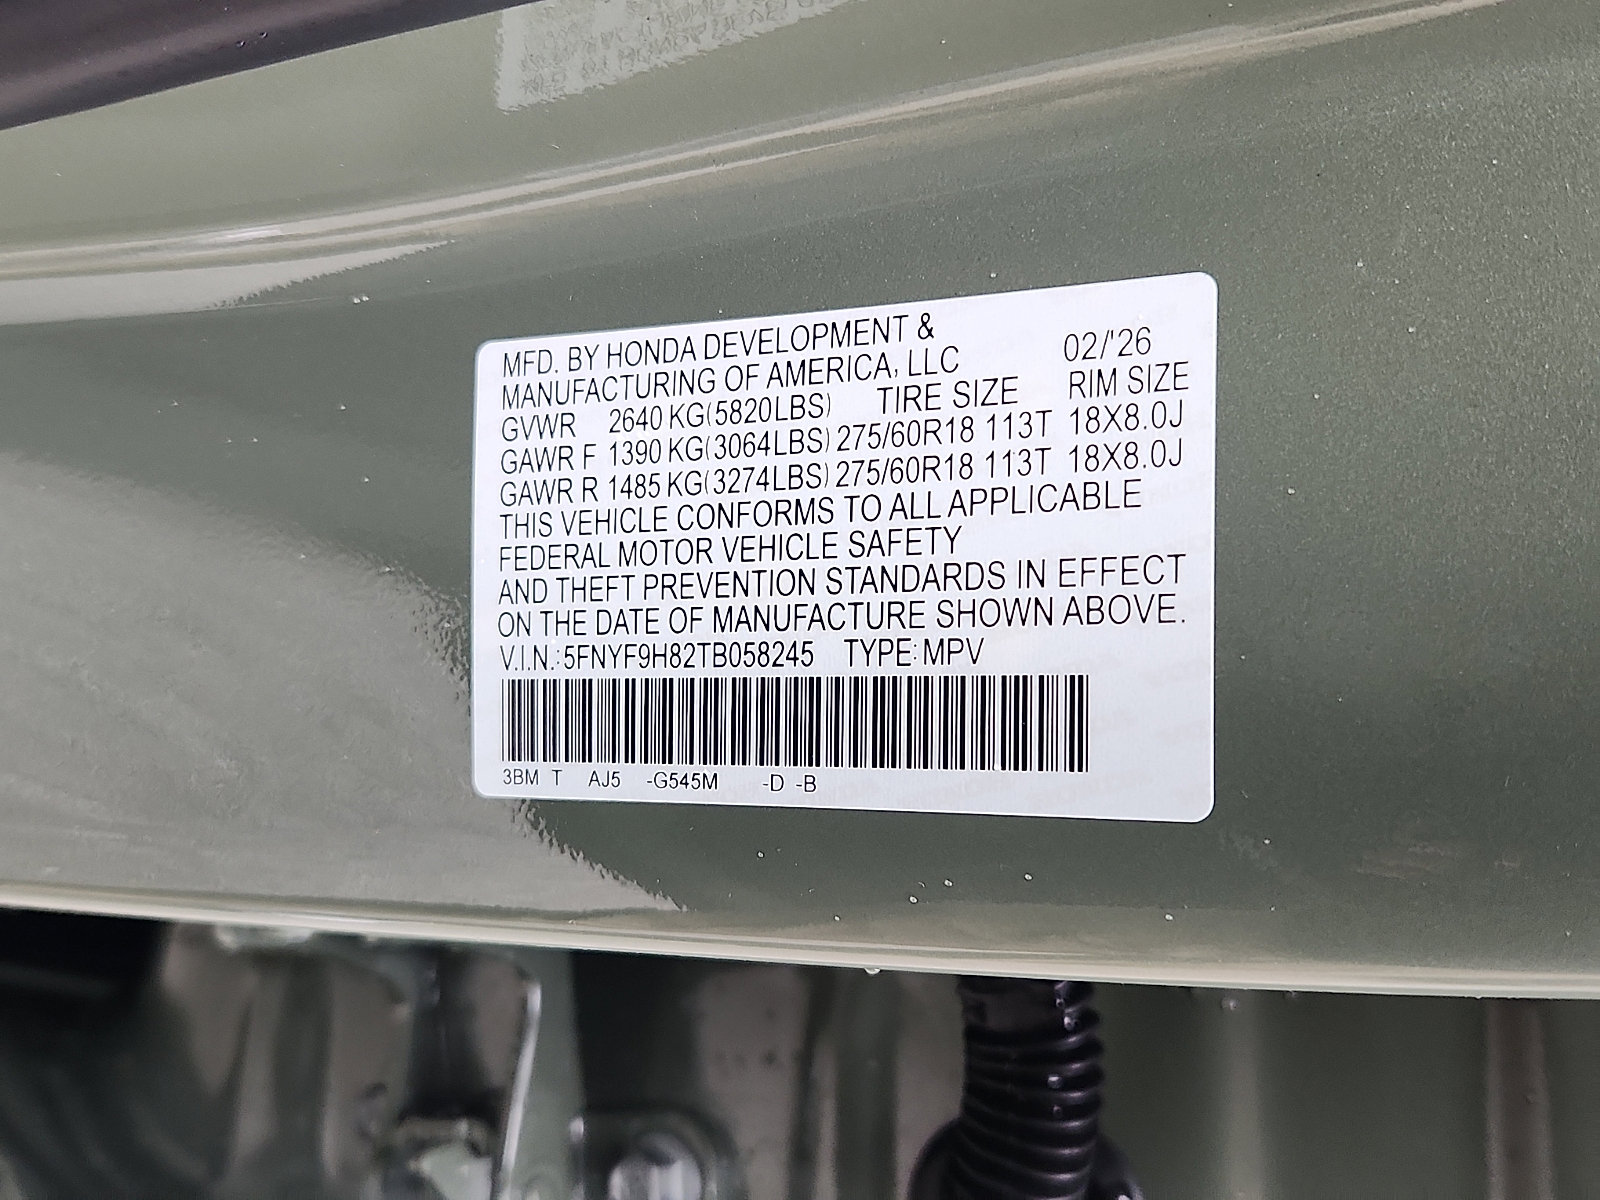 MFD. BY HONDA DEVELOPMENT &
MANUFACTURING OF AMERICA, LLC 02/'26
GVWR 2640 KG(5820LBS) TIRE SIZE RIM SIZE
GAWR F 1390 KG(3064LBS) 275/60R18 113T 18X8.0J
GAWR R 1485 KG(3274LBS) 275/60R18 113T 18X8.0J
THIS VEHICLE CONFORMS TO ALL APPLICABLE
FEDERAL MOTOR VEHICLE SAFETY
AND THEFT PREVENTION STANDARDS IN EFFECT
ON THE DATE OF MANUFACTURE SHOWN ABOVE.
V.I.N.:5FNYF9H82TB058245 TYPE:MPV
3BM T AJ5 -G545M -D -B